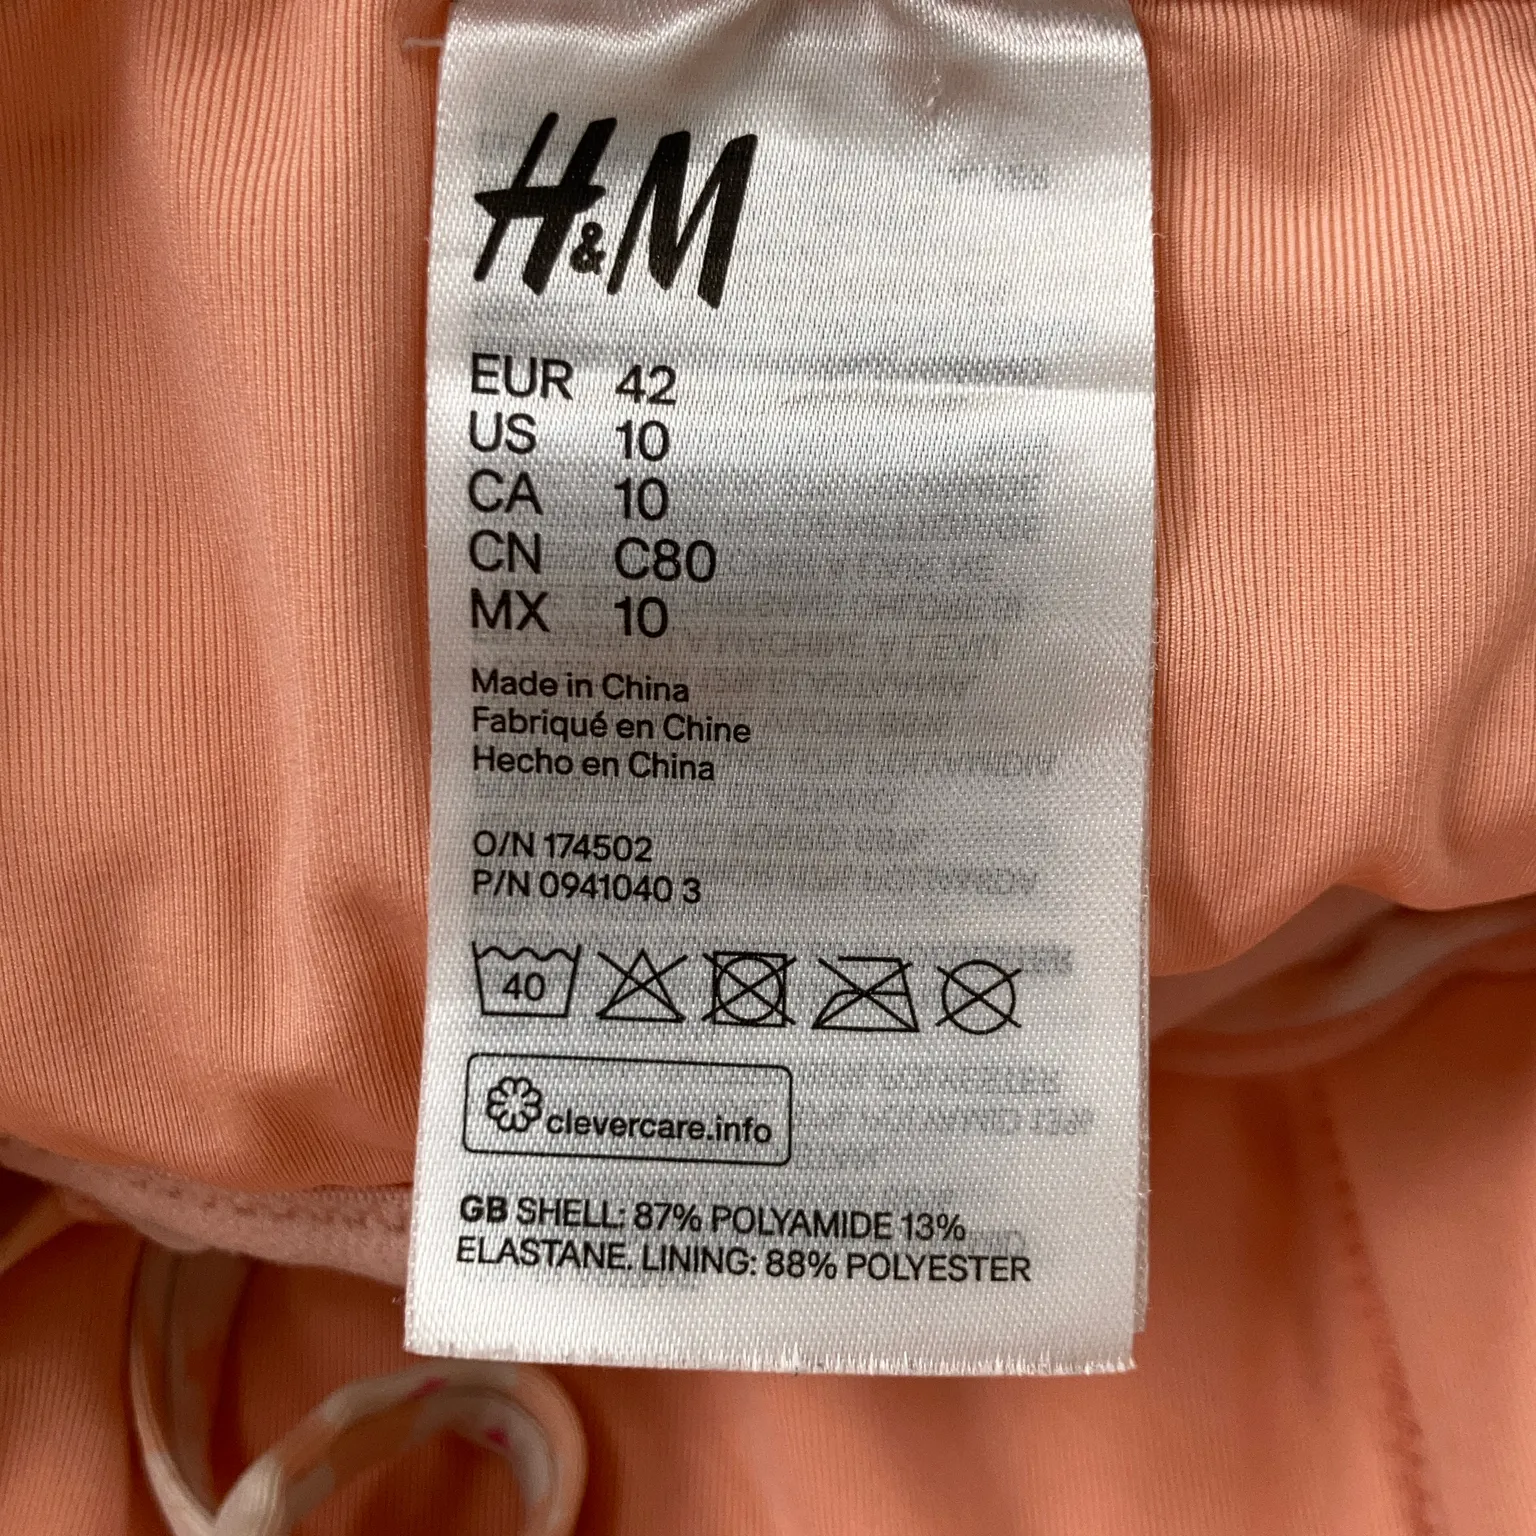 H&M
EUR 42
US 10
CA 10
CN C80
MX 10
Made in China
Fabriqué en Chine
Hecho en China
O/N 174502
P/N 0941040 3
40
clevercare.info
GB SHELL: 87% POLYAMIDE 13%
ELASTANE. LINING: 88% POLYESTER